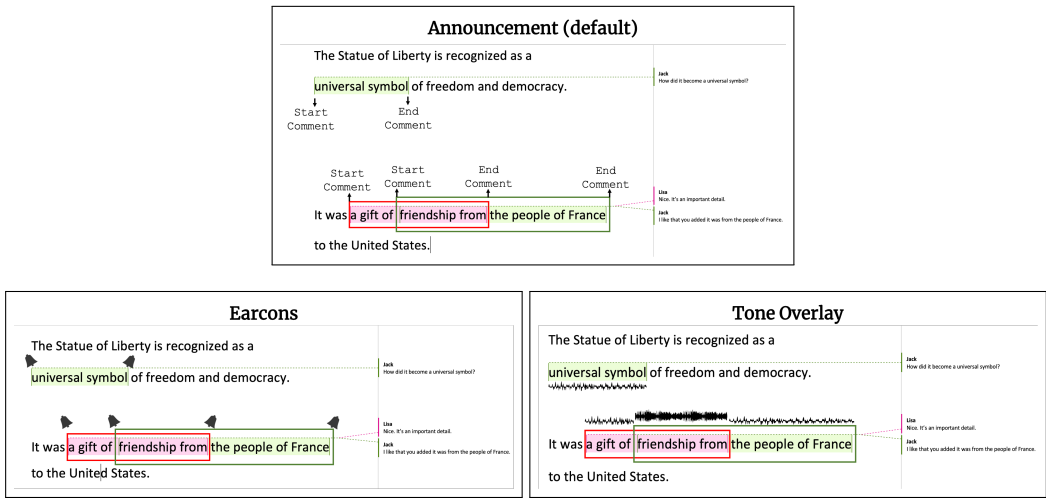 Announcement (default)
The Statue of Liberty is recognized as a
Jack
How did it become a universal symbol?
universal symbol of freedom and democracy.
Start Comment
End Comment
Start Comment
Start Comment
End Comment
End Comment
Lisa
Nice. It's an important detail.
It was a gift of friendship from the people of France
Jack
I like that you added it was from the people of France.
to the United States.
Earcons
The Statue of Liberty is recognized as a
Jack
How did it become a universal symbol?
universal symbol of freedom and democracy.
Lisa
Nice. It's an important detail.
It was a gift of friendship from the people of France
Jack
I like that you added it was from the people of France.
to the United States.
Tone Overlay
The Statue of Liberty is recognized as a
Jack
How did it become a universal symbol?
universal symbol of freedom and democracy.
Lisa
Nice. It's an important detail.
It was a gift of friendship from the people of France
Jack
I like that you added it was from the people of France.
to the United States.